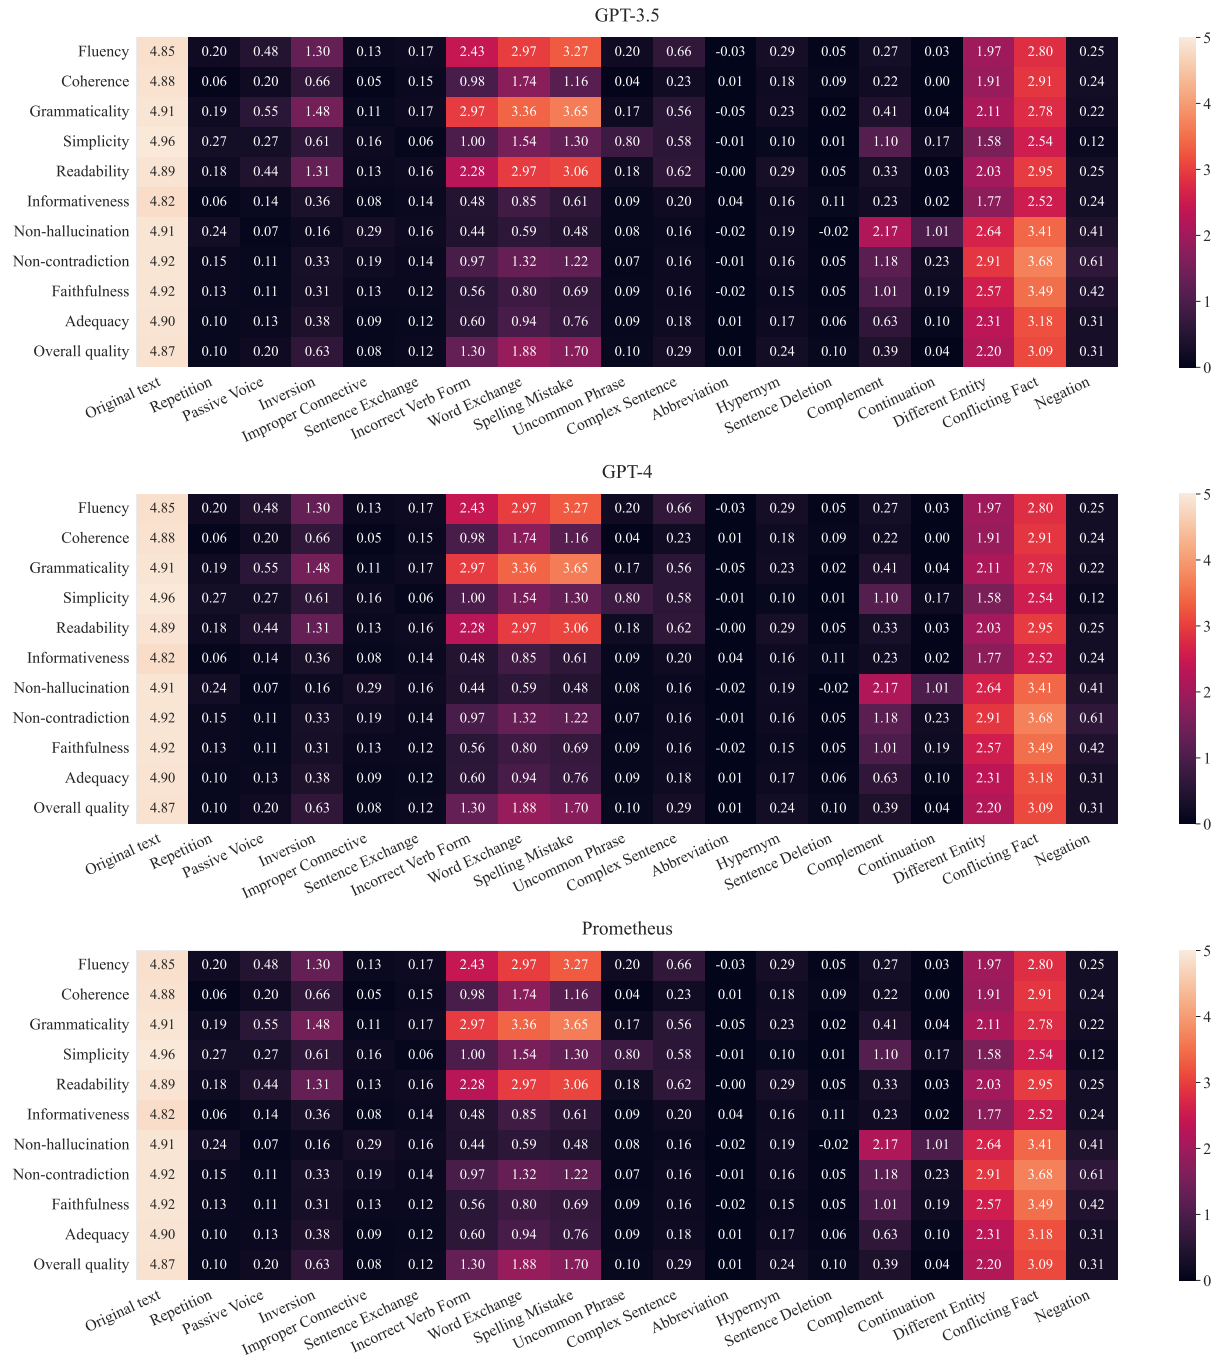 GPT-3.5
Fluency 4.85 0.20 0.48 1.30 0.13 0.17 2.43 2.97 3.27 0.20 0.66 -0.03 0.29 0.05 0.27 0.03 1.97 2.80 0.25
Coherence 4.88 0.06 0.20 0.66 0.05 0.15 0.98 1.74 1.16 0.04 0.23 0.01 0.18 0.09 0.22 0.00 1.91 2.91 0.24
Grammaticality 4.91 0.19 0.55 1.48 0.11 0.17 2.97 3.36 3.65 0.17 0.56 -0.05 0.23 0.02 0.41 0.04 2.11 2.78 0.22
Simplicity 4.96 0.27 0.27 0.61 0.16 0.06 1.00 1.54 1.30 0.80 0.58 -0.01 0.10 0.01 1.10 0.17 1.58 2.54 0.12
Readability 4.89 0.18 0.44 1.31 0.13 0.16 2.28 2.97 3.06 0.18 0.62 -0.00 0.29 0.05 0.33 0.03 2.03 2.95 0.25
Informativeness 4.82 0.06 0.14 0.36 0.08 0.14 0.48 0.85 0.61 0.09 0.20 0.04 0.16 0.11 0.23 0.02 1.77 2.52 0.24
Non-hallucination 4.91 0.24 0.07 0.16 0.29 0.16 0.44 0.59 0.48 0.08 0.16 -0.02 0.19 -0.02 2.17 1.01 2.64 3.41 0.41
Non-contradiction 4.92 0.15 0.11 0.33 0.19 0.14 0.97 1.32 1.22 0.07 0.16 -0.01 0.16 0.05 1.18 0.23 2.91 3.68 0.61
Faithfulness 4.92 0.13 0.11 0.31 0.13 0.12 0.56 0.80 0.69 0.09 0.16 -0.02 0.15 0.05 1.01 0.19 2.57 3.49 0.42
Adequacy 4.90 0.10 0.13 0.38 0.09 0.12 0.60 0.94 0.76 0.09 0.18 0.01 0.17 0.06 0.63 0.10 2.31 3.18 0.31
Overall quality 4.87 0.10 0.20 0.63 0.08 0.12 1.30 1.88 1.70 0.10 0.29 0.01 0.24 0.10 0.39 0.04 2.20 3.09 0.31
Original text Repetition Passive Voice Inversion Improper Connective Sentence Exchange Incorrect Verb Form Word Exchange Spelling Mistake Uncommon Phrase Complex Sentence Abbreviation Hypernym Sentence Deletion Complement Continuation Different Entity Conflicting Fact Negation
5
4
3
2
1
0
GPT-4
Fluency 4.85 0.20 0.48 1.30 0.13 0.17 2.43 2.97 3.27 0.20 0.66 -0.03 0.29 0.05 0.27 0.03 1.97 2.80 0.25
Coherence 4.88 0.06 0.20 0.66 0.05 0.15 0.98 1.74 1.16 0.04 0.23 0.01 0.18 0.09 0.22 0.00 1.91 2.91 0.24
Grammaticality 4.91 0.19 0.55 1.48 0.11 0.17 2.97 3.36 3.65 0.17 0.56 -0.05 0.23 0.02 0.41 0.04 2.11 2.78 0.22
Simplicity 4.96 0.27 0.27 0.61 0.16 0.06 1.00 1.54 1.30 0.80 0.58 -0.01 0.10 0.01 1.10 0.17 1.58 2.54 0.12
Readability 4.89 0.18 0.44 1.31 0.13 0.16 2.28 2.97 3.06 0.18 0.62 -0.00 0.29 0.05 0.33 0.03 2.03 2.95 0.25
Informativeness 4.82 0.06 0.14 0.36 0.08 0.14 0.48 0.85 0.61 0.09 0.20 0.04 0.16 0.11 0.23 0.02 1.77 2.52 0.24
Non-hallucination 4.91 0.24 0.07 0.16 0.29 0.16 0.44 0.59 0.48 0.08 0.16 -0.02 0.19 -0.02 2.17 1.01 2.64 3.41 0.41
Non-contradiction 4.92 0.15 0.11 0.33 0.19 0.14 0.97 1.32 1.22 0.07 0.16 -0.01 0.16 0.05 1.18 0.23 2.91 3.68 0.61
Faithfulness 4.92 0.13 0.11 0.31 0.13 0.12 0.56 0.80 0.69 0.09 0.16 -0.02 0.15 0.05 1.01 0.19 2.57 3.49 0.42
Adequacy 4.90 0.10 0.13 0.38 0.09 0.12 0.60 0.94 0.76 0.09 0.18 0.01 0.17 0.06 0.63 0.10 2.31 3.18 0.31
Overall quality 4.87 0.10 0.20 0.63 0.08 0.12 1.30 1.88 1.70 0.10 0.29 0.01 0.24 0.10 0.39 0.04 2.20 3.09 0.31
Original text Repetition Passive Voice Inversion Improper Connective Sentence Exchange Incorrect Verb Form Word Exchange Spelling Mistake Uncommon Phrase Complex Sentence Abbreviation Hypernym Sentence Deletion Complement Continuation Different Entity Conflicting Fact Negation
5
4
3
2
1
0
Prometheus
Fluency 4.85 0.20 0.48 1.30 0.13 0.17 2.43 2.97 3.27 0.20 0.66 -0.03 0.29 0.05 0.27 0.03 1.97 2.80 0.25
Coherence 4.88 0.06 0.20 0.66 0.05 0.15 0.98 1.74 1.16 0.04 0.23 0.01 0.18 0.09 0.22 0.00 1.91 2.91 0.24
Grammaticality 4.91 0.19 0.55 1.48 0.11 0.17 2.97 3.36 3.65 0.17 0.56 -0.05 0.23 0.02 0.41 0.04 2.11 2.78 0.22
Simplicity 4.96 0.27 0.27 0.61 0.16 0.06 1.00 1.54 1.30 0.80 0.58 -0.01 0.10 0.01 1.10 0.17 1.58 2.54 0.12
Readability 4.89 0.18 0.44 1.31 0.13 0.16 2.28 2.97 3.06 0.18 0.62 -0.00 0.29 0.05 0.33 0.03 2.03 2.95 0.25
Informativeness 4.82 0.06 0.14 0.36 0.08 0.14 0.48 0.85 0.61 0.09 0.20 0.04 0.16 0.11 0.23 0.02 1.77 2.52 0.24
Non-hallucination 4.91 0.24 0.07 0.16 0.29 0.16 0.44 0.59 0.48 0.08 0.16 -0.02 0.19 -0.02 2.17 1.01 2.64 3.41 0.41
Non-contradiction 4.92 0.15 0.11 0.33 0.19 0.14 0.97 1.32 1.22 0.07 0.16 -0.01 0.16 0.05 1.18 0.23 2.91 3.68 0.61
Faithfulness 4.92 0.13 0.11 0.31 0.13 0.12 0.56 0.80 0.69 0.09 0.16 -0.02 0.15 0.05 1.01 0.19 2.57 3.49 0.42
Adequacy 4.90 0.10 0.13 0.38 0.09 0.12 0.60 0.94 0.76 0.09 0.18 0.01 0.17 0.06 0.63 0.10 2.31 3.18 0.31
Overall quality 4.87 0.10 0.20 0.63 0.08 0.12 1.30 1.88 1.70 0.10 0.29 0.01 0.24 0.10 0.39 0.04 2.20 3.09 0.31
Original text Repetition Passive Voice Inversion Improper Connective Sentence Exchange Incorrect Verb Form Word Exchange Spelling Mistake Uncommon Phrase Complex Sentence Abbreviation Hypernym Sentence Deletion Complement Continuation Different Entity Conflicting Fact Negation
5
4
3
2
1
0